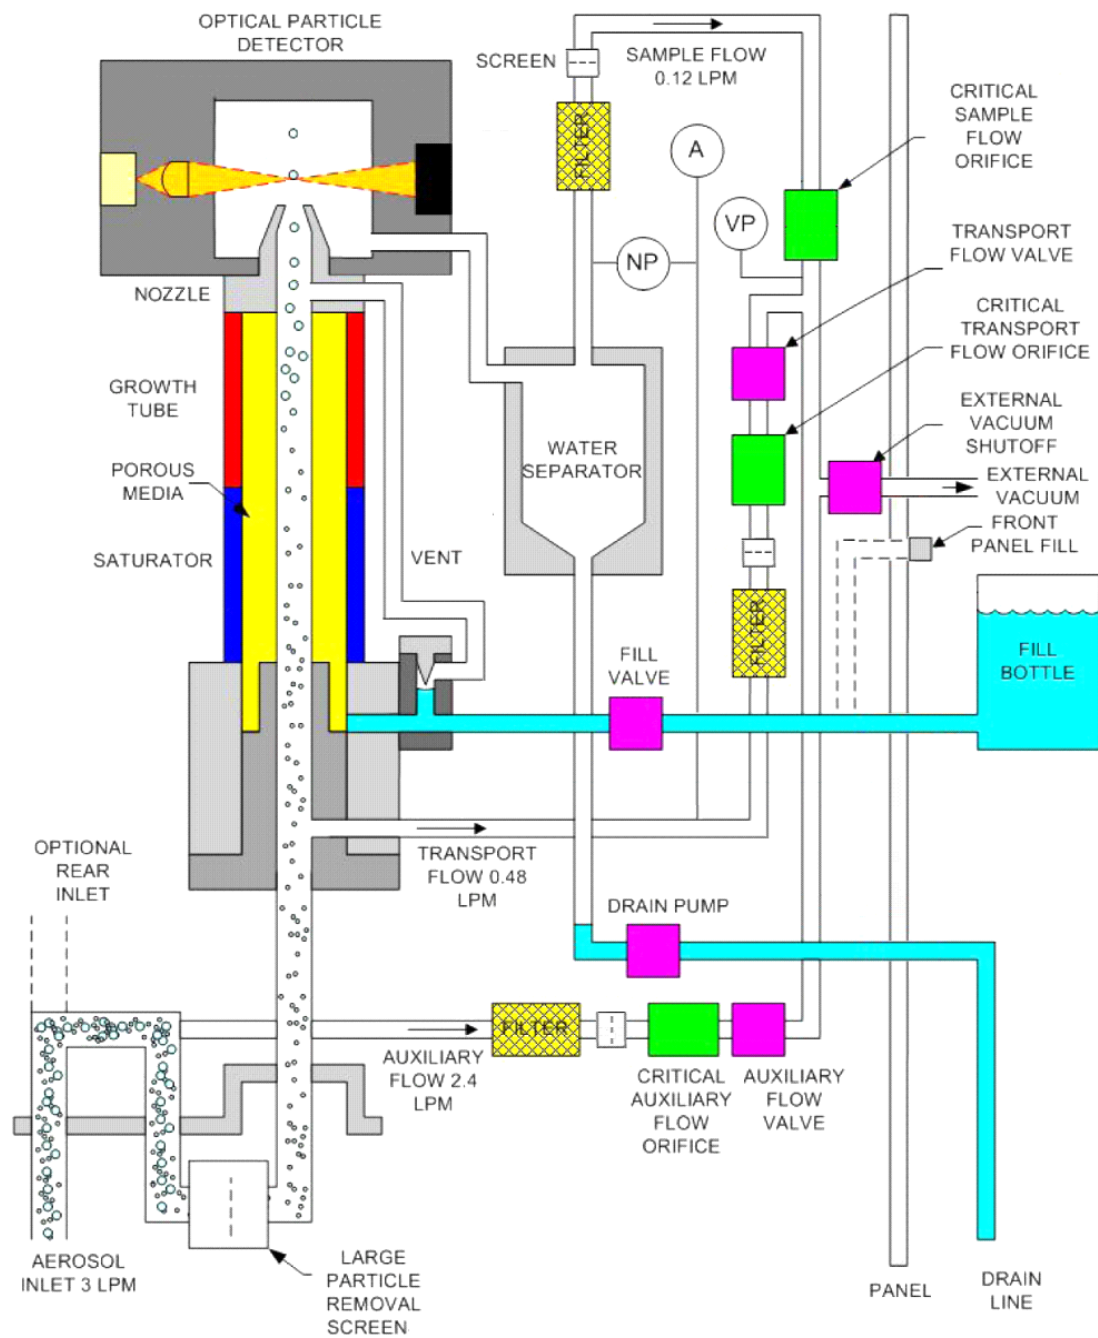 OPTICAL PARTICLE
DETECTOR
SCREEN
SAMPLE FLOW
0.12 LPM
FILTER
A
VP
NP
CRITICAL
SAMPLE
FLOW
ORIFICE
TRANSPORT
FLOW VALVE
CRITICAL
TRANSPORT
FLOW ORIFICE
EXTERNAL
VACUUM
SHUTOFF
EXTERNAL
VACUUM
FRONT
PANEL FILL
NOZZLE
GROWTH
TUBE
POROUS
MEDIA
SATURATOR
WATER
SEPARATOR
VENT
FILTER
FILL
VALVE
FILL
BOTTLE
TRANSPORT
FLOW 0.48
LPM
OPTIONAL
REAR
INLET
DRAIN PUMP
FILTER
AUXILIARY
FLOW 2.4
LPM
CRITICAL
AUXILIARY
FLOW
ORIFICE
AUXILIARY
FLOW
VALVE
AEROSOL
INLET 3 LPM
LARGE
PARTICLE
REMOVAL
SCREEN
PANEL
DRAIN
LINE